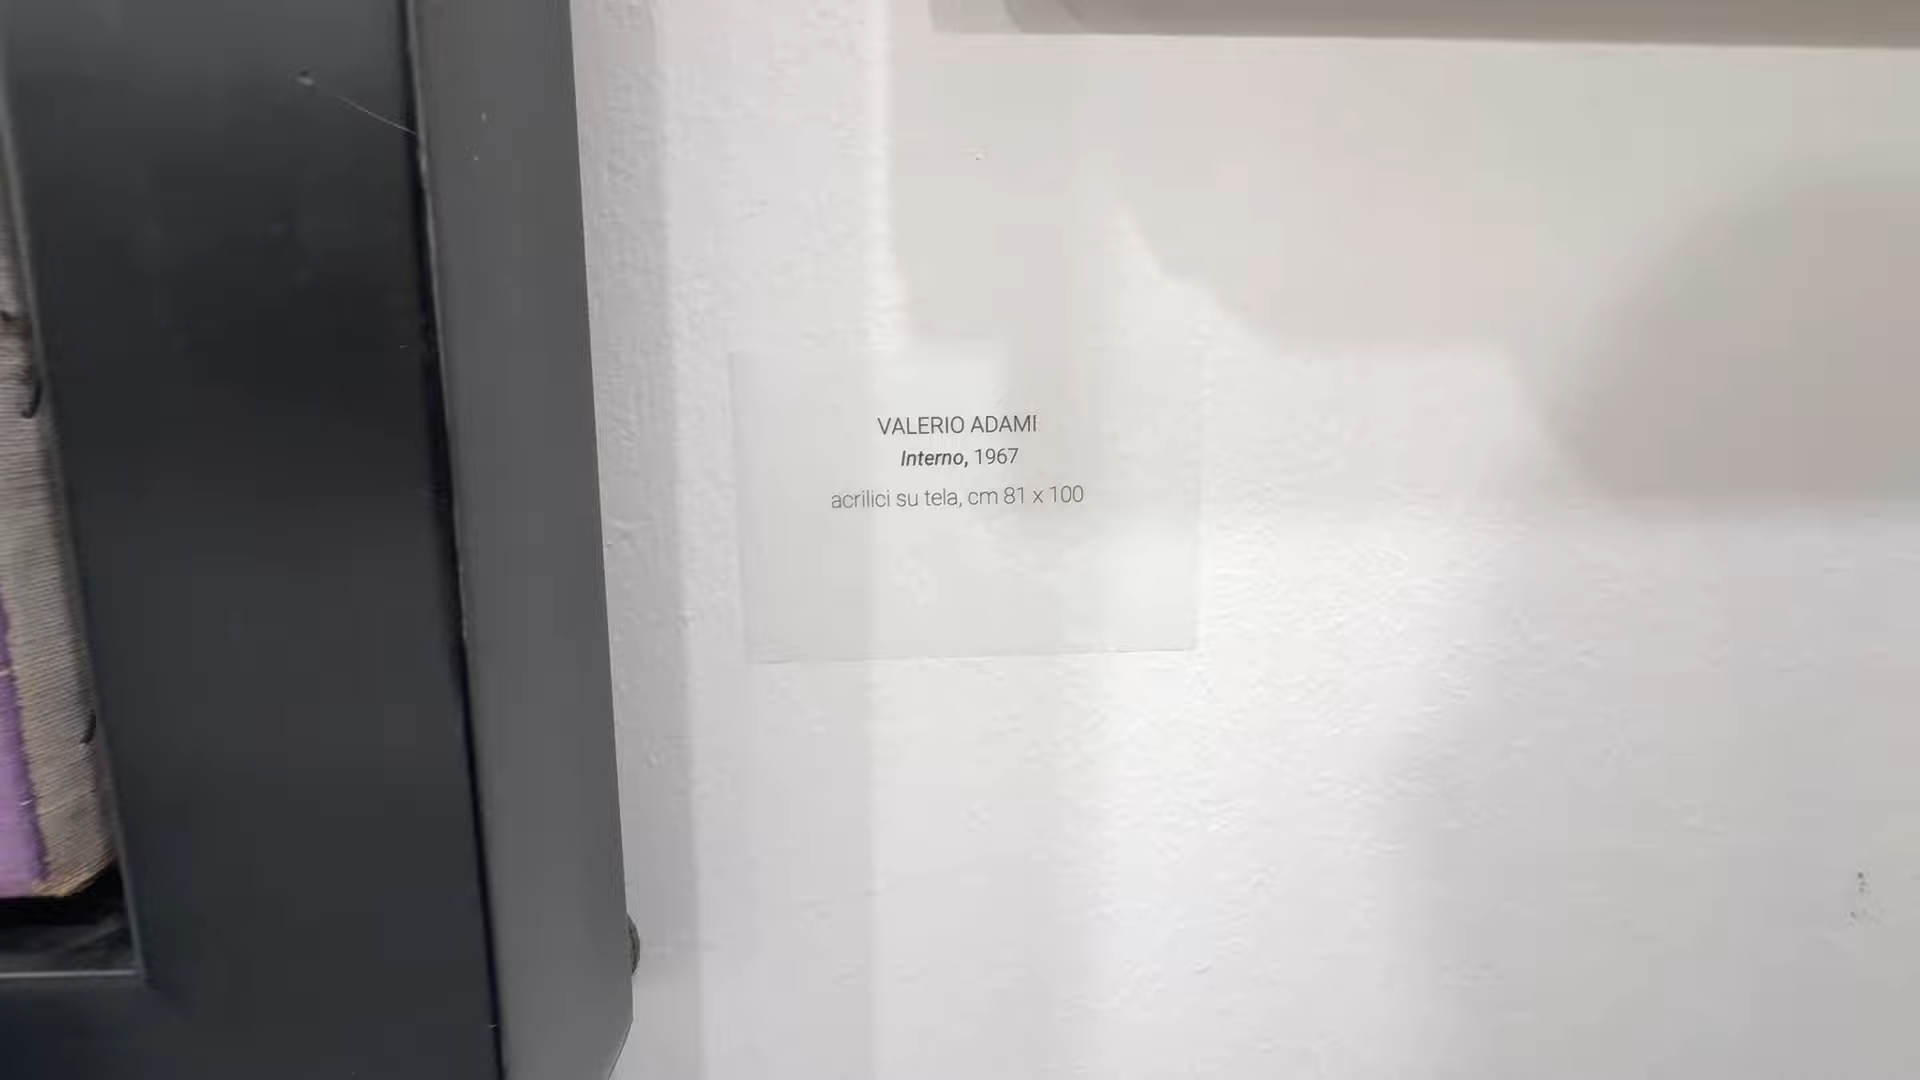 VALERIO ADAMI
Interno, 1967
acrilici su tela, cm 81 x 100